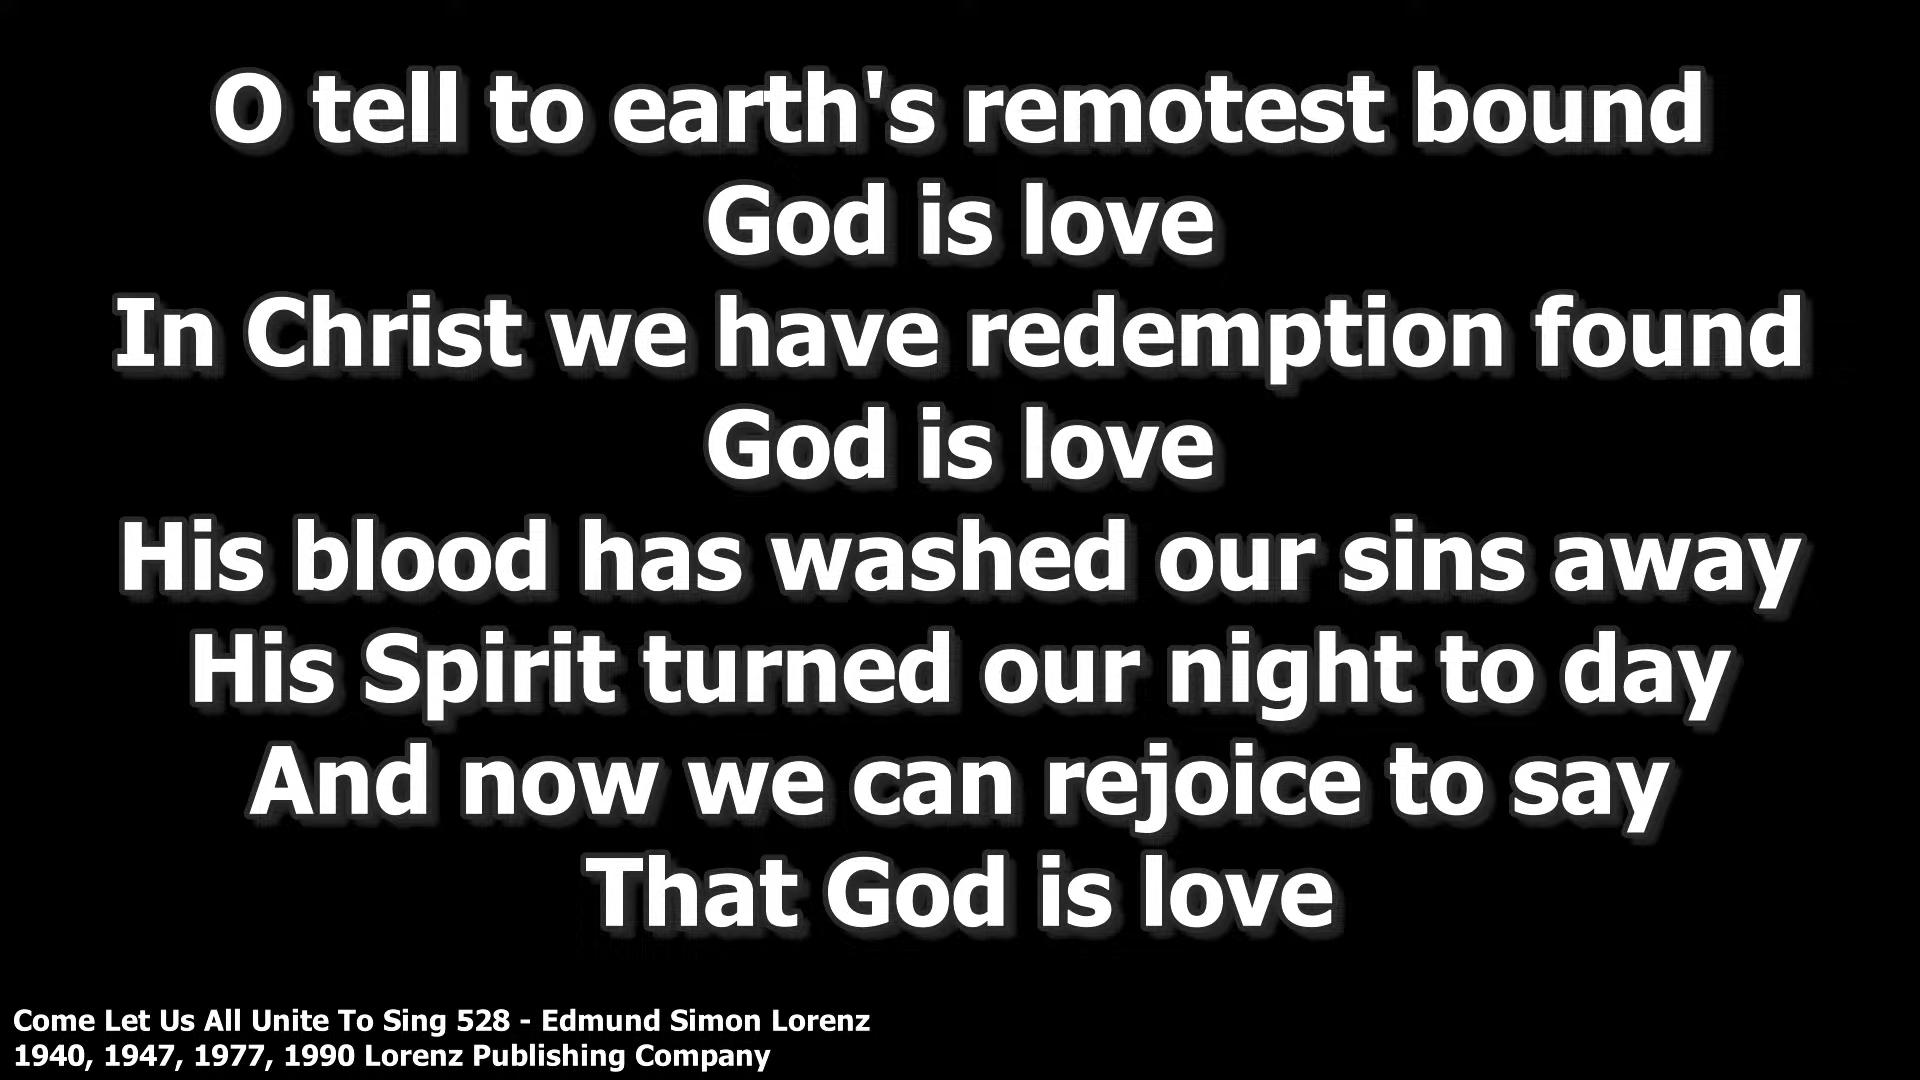 O tell to earth's remotest bound
God is love
In Christ we have redemption found
God is love
His blood has washed our sins away
His Spirit turned our night to day
And now we can rejoice to say
That God is love
Come Let Us All Unite To Sing 528 - Edmund Simon Lorenz
1940, 1947, 1977, 1990 Lorenz Publishing Company